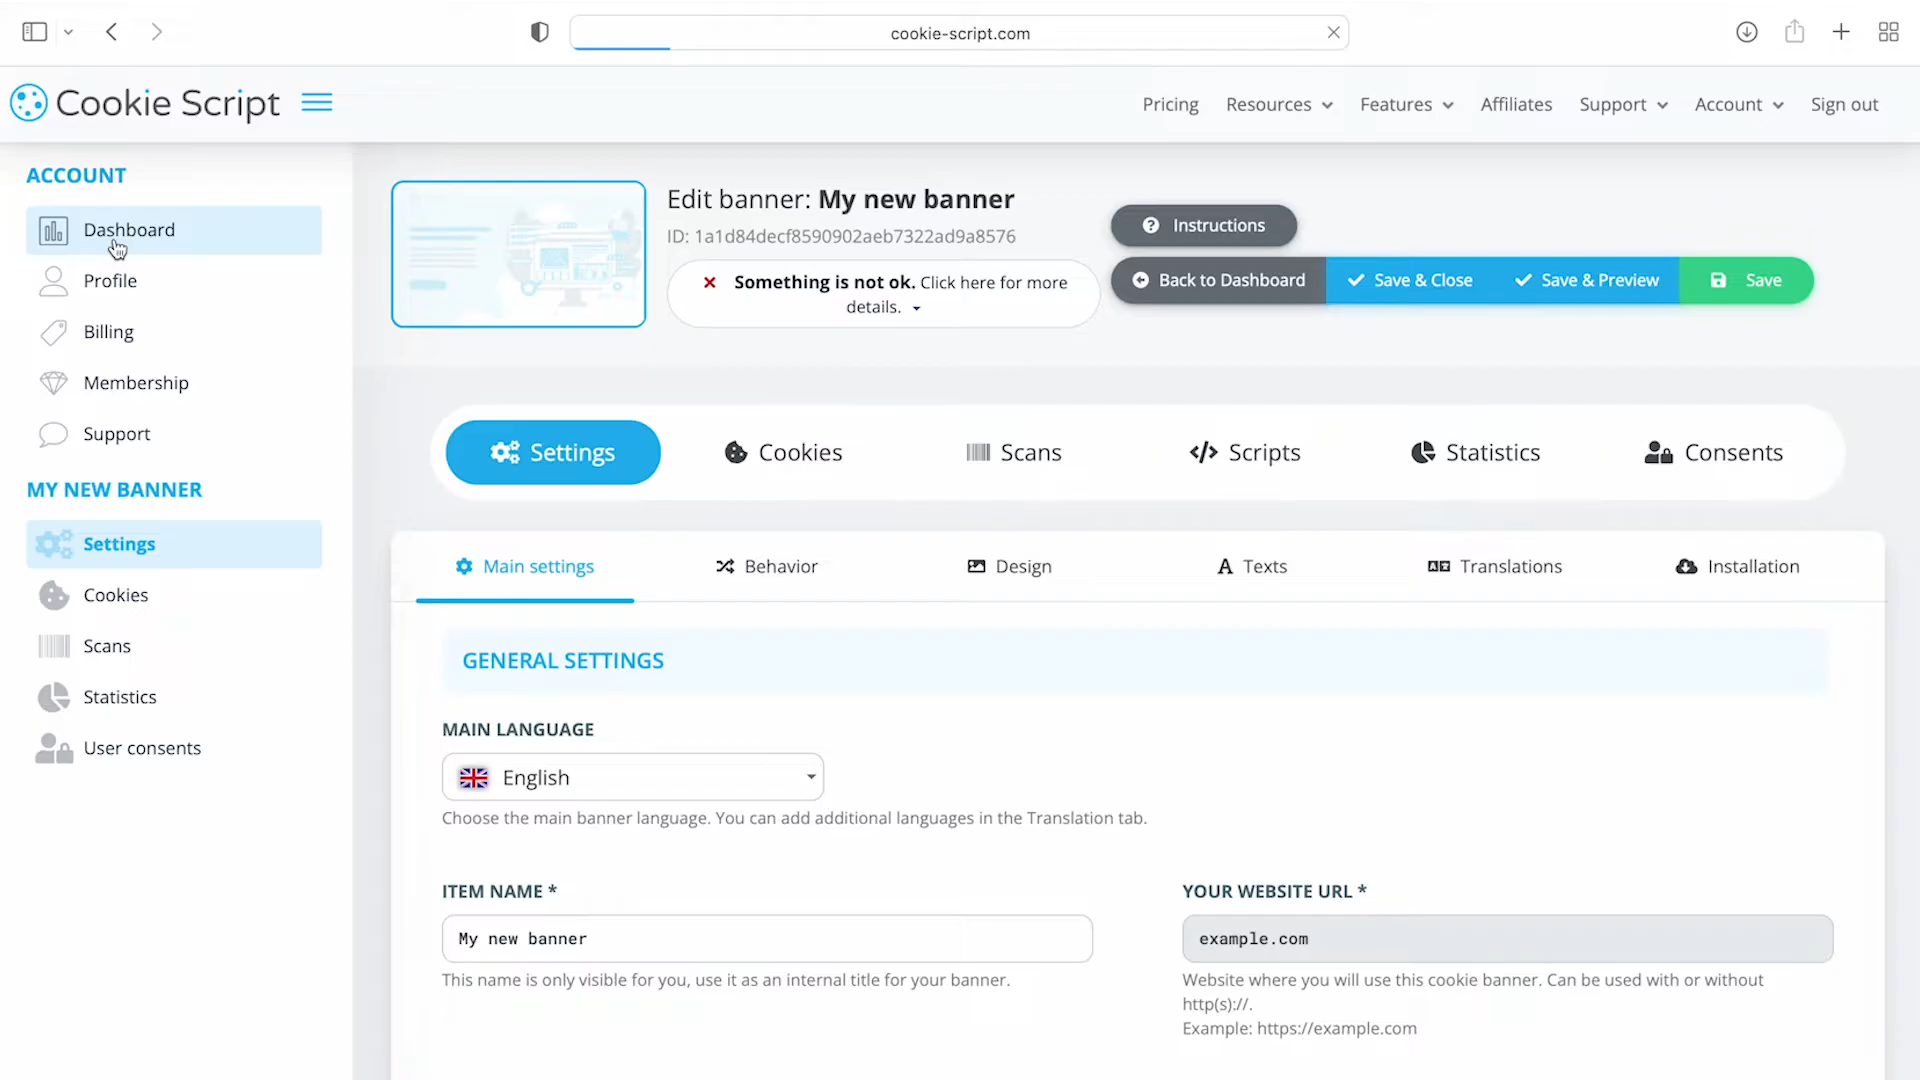 cookie-script.com
Cookie Script
Pricing Resources Features Affiliates Support Account Sign out
ACCOUNT
Dashboard
Profile
Billing
Membership
Support
MY NEW BANNER
Settings
Cookies
Scans
Statistics
User consents
Edit banner: My new banner
ID: 1a1d84decf8590902aeb7322ad9a8576
Something is not ok. Click here for more
details.
Instructions
Back to Dashboard Save & Close Save & Preview Save
Settings Cookies Scans Scripts Statistics Consents
Main settings Behavior Design Texts Translations Installation
GENERAL SETTINGS
MAIN LANGUAGE
English
Choose the main banner language. You can add additional languages in the Translation tab.
ITEM NAME *
My new banner
This name is only visible for you, use it as an internal title for your banner.
YOUR WEBSITE URL *
example.com
Website where you will use this cookie banner. Can be used with or without
http(s)://.
Example: https://example.com